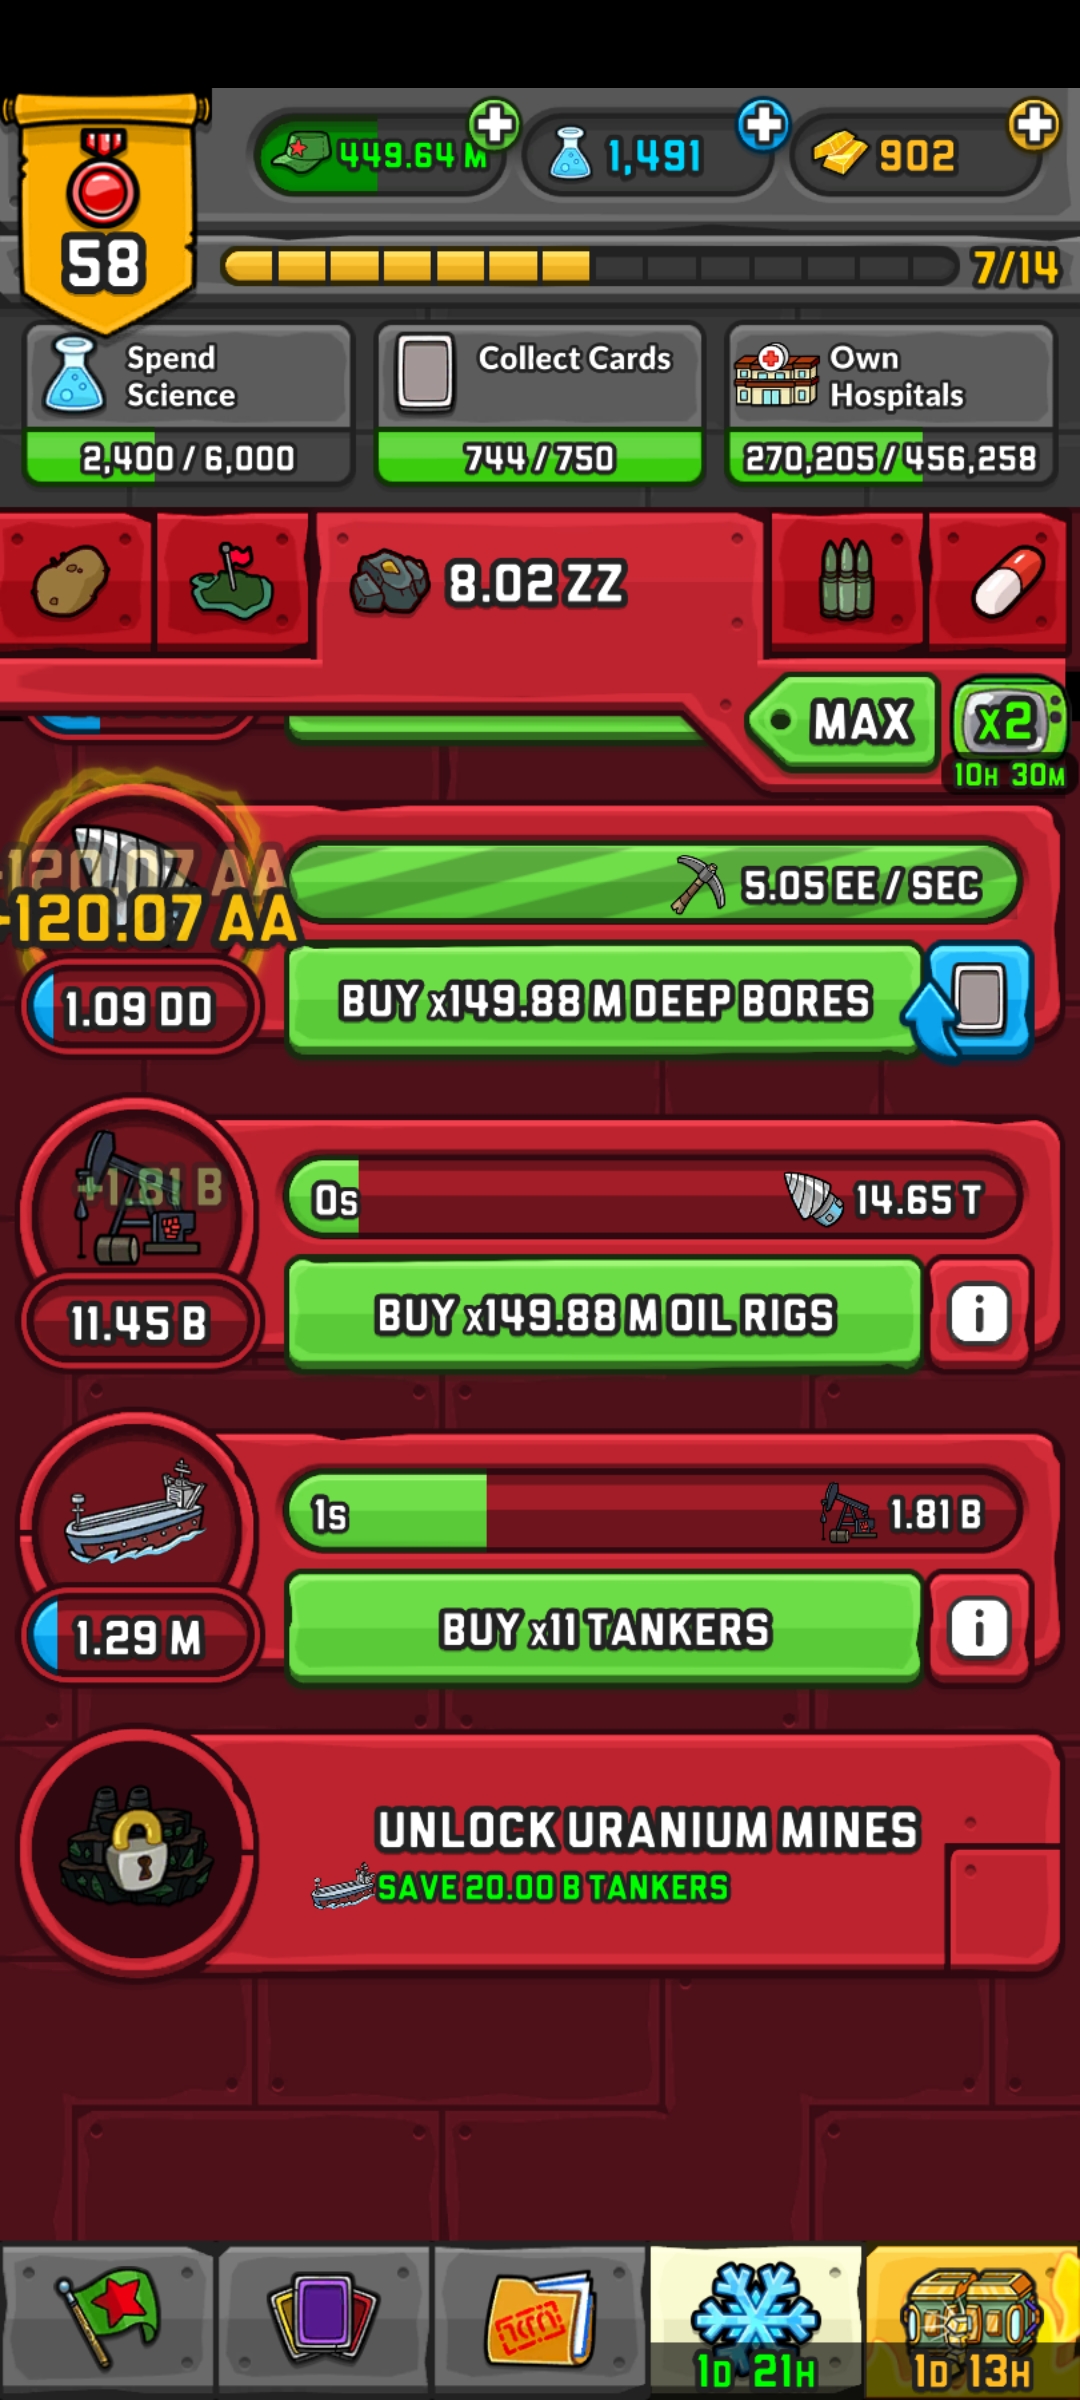 58
449.64 M
1,491
902
7/14
Spend
Science
2,400 / 6,000
Collect Cards
744 / 750
Own
Hospitals
270,205 / 456,258
8.02 ZZ
MAX
x2
10H 30M
120.07 AA
-120.07 AA
5.05 EE / SEC
1.09 DD
BUY x149.88 M DEEP BORES
+1.81 B
0s
14.65 T
11.45 B
BUY x149.88 M OIL RIGS
i
1s
1.81 B
1.29 M
BUY x11 TANKERS
i
UNLOCK URANIUM MINES
SAVE 20.00 B TANKERS
1D 21H
1D 13H